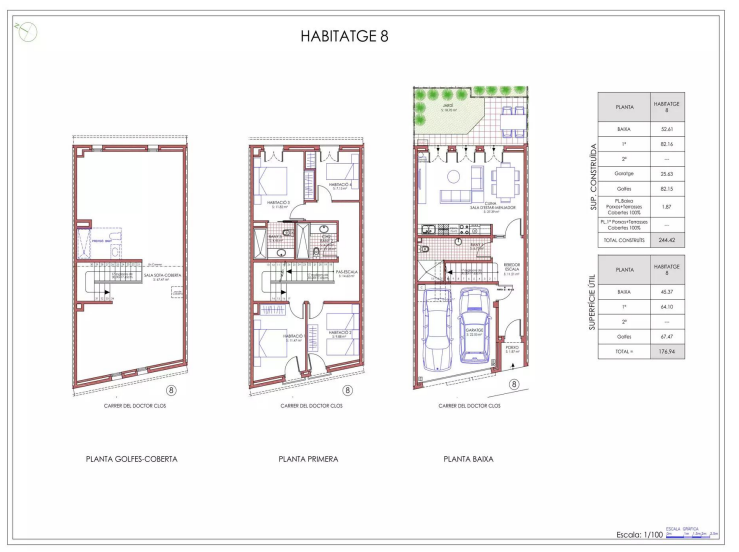 HABITATGE 8
N
JARDÍ
CUINA
SALA D'ESTAR-MENJADOR
HABITACIÓ 3
HABITACIÓ 4
BANY 2
PAS-ESCALA
SALA SOTA-COBERTA
REBEDOR
ESCALA
HABITACIÓ 1
HABITACIÓ 2
GARATGE
PORXO
8
8
8
CARRER DEL DOCTOR CLOS
CARRER DEL DOCTOR CLOS
CARRER DEL DOCTOR CLOS
PLANTA GOLFES-COBERTA
PLANTA PRIMERA
PLANTA BAIXA
SUP. CONSTRUÏDA
PLANTA HABITATGE 8
BAIXA 52,61
1ª 82,16
2ª ---
Garatge 25,63
Golfes 82,15
PL.Baixa Porxos+Terrasses Cobertes 100% 1,87
PL.1ª Porxos+Terrasses Cobertes 100% ---
TOTAL CONSTRUITS 244,42
SUPERFÍCIE ÚTIL
PLANTA HABITATGE 8
BAIXA 45,37
1ª 64,10
2ª ---
Golfes 67,47
TOTAL = 176,94
Escala: 1/100
ESCALA GRÀFICA